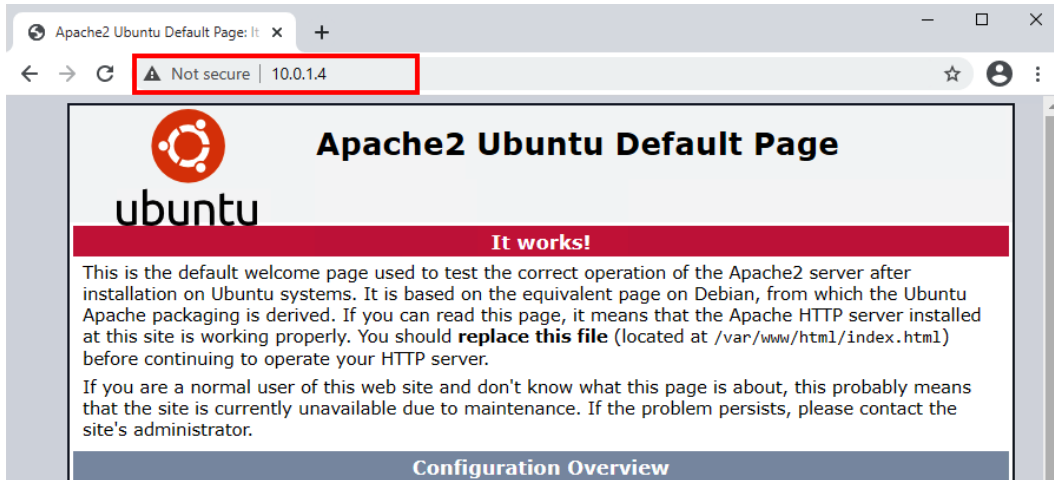 Apache2 Ubuntu Default Page: It
Not secure | 10.0.1.4
Apache2 Ubuntu Default Page
ubuntu
It works!
This is the default welcome page used to test the correct operation of the Apache2 server after
installation on Ubuntu systems. It is based on the equivalent page on Debian, from which the Ubuntu
Apache packaging is derived. If you can read this page, it means that the Apache HTTP server installed
at this site is working properly. You should replace this file (located at /var/www/html/index.html)
before continuing to operate your HTTP server.
If you are a normal user of this web site and don't know what this page is about, this probably means
that the site is currently unavailable due to maintenance. If the problem persists, please contact the
site's administrator.
Configuration Overview